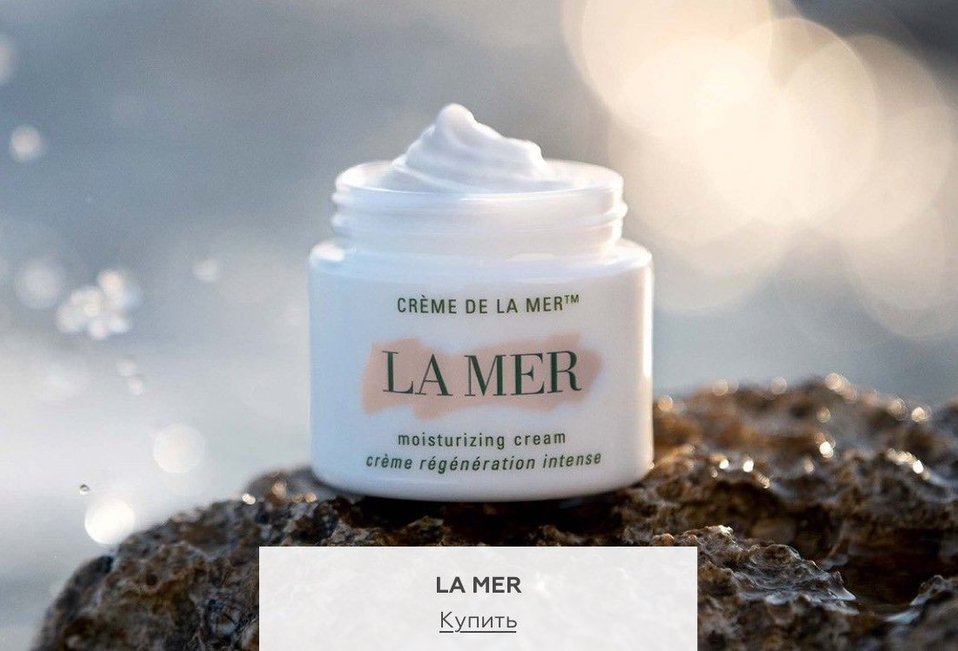 CRÈME DE LA MER™
LA MER
moisturizing cream
crème régénération intense
LA MER
Купить